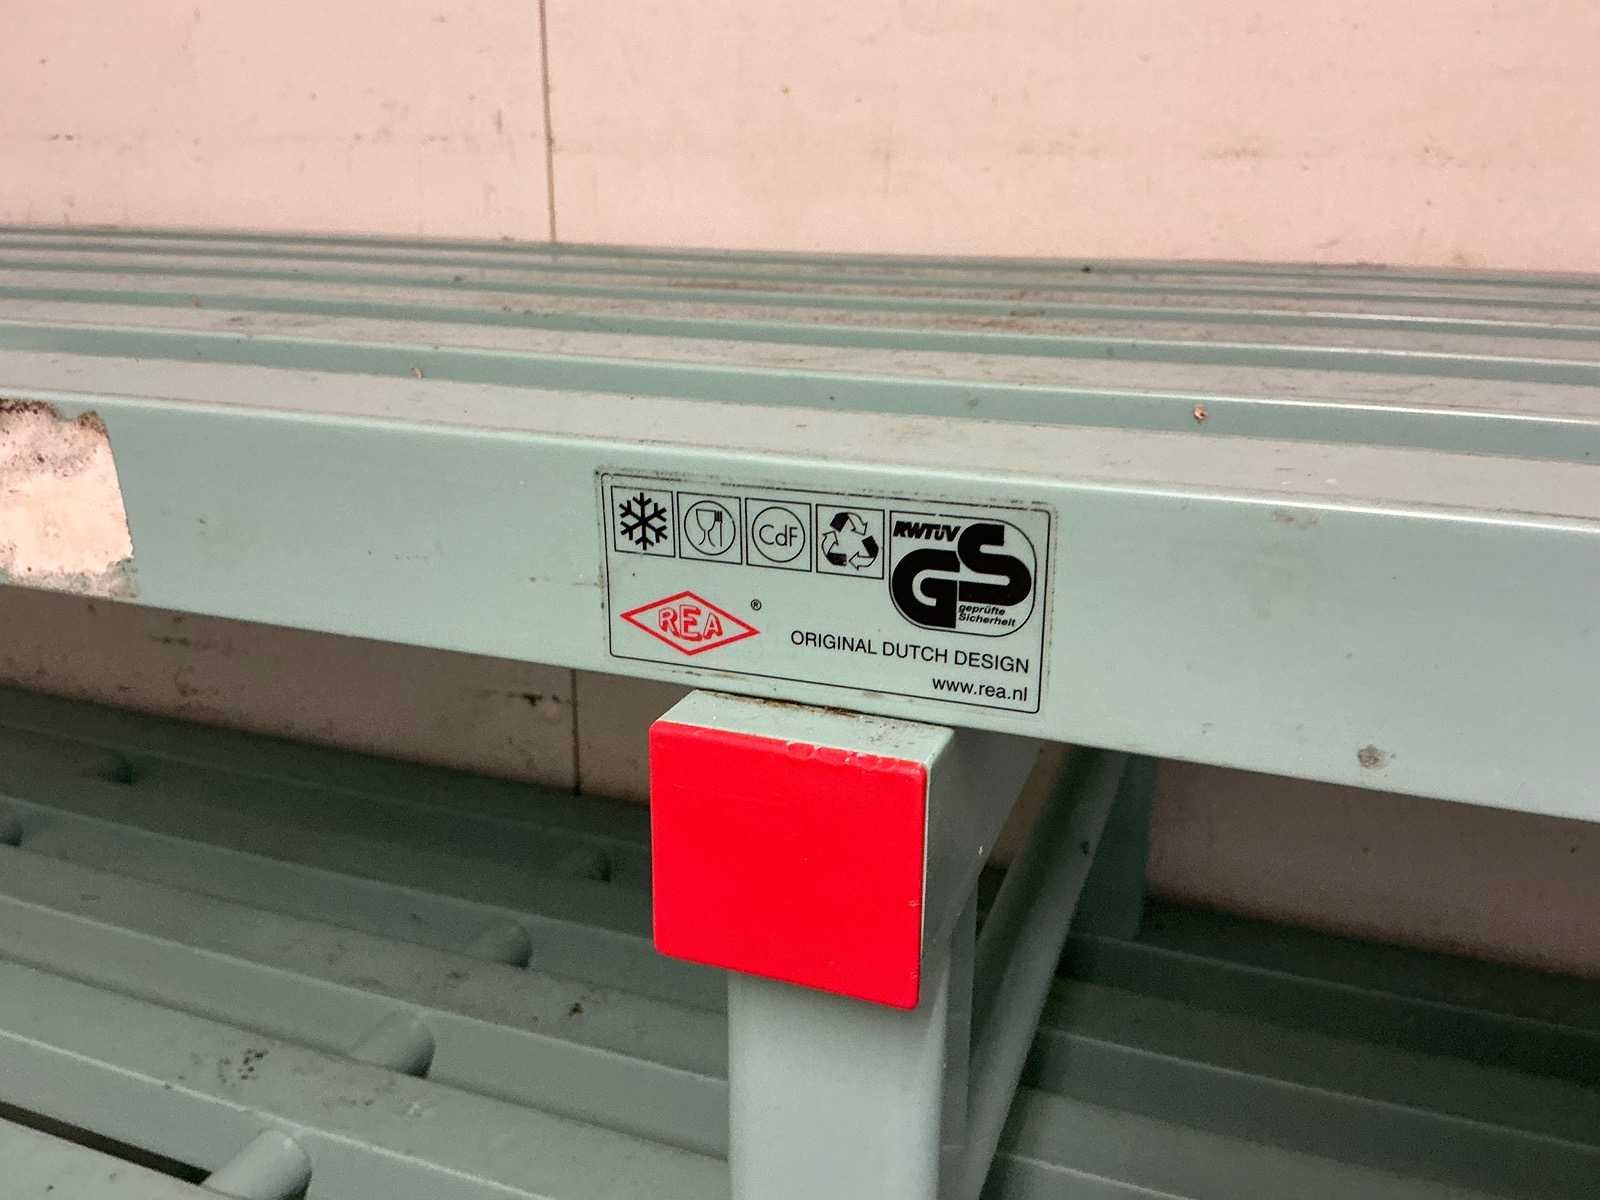 CdF
RWTÜV
GS
geprüfte
Sicherheit
REA ®
ORIGINAL DUTCH DESIGN
www.rea.nl